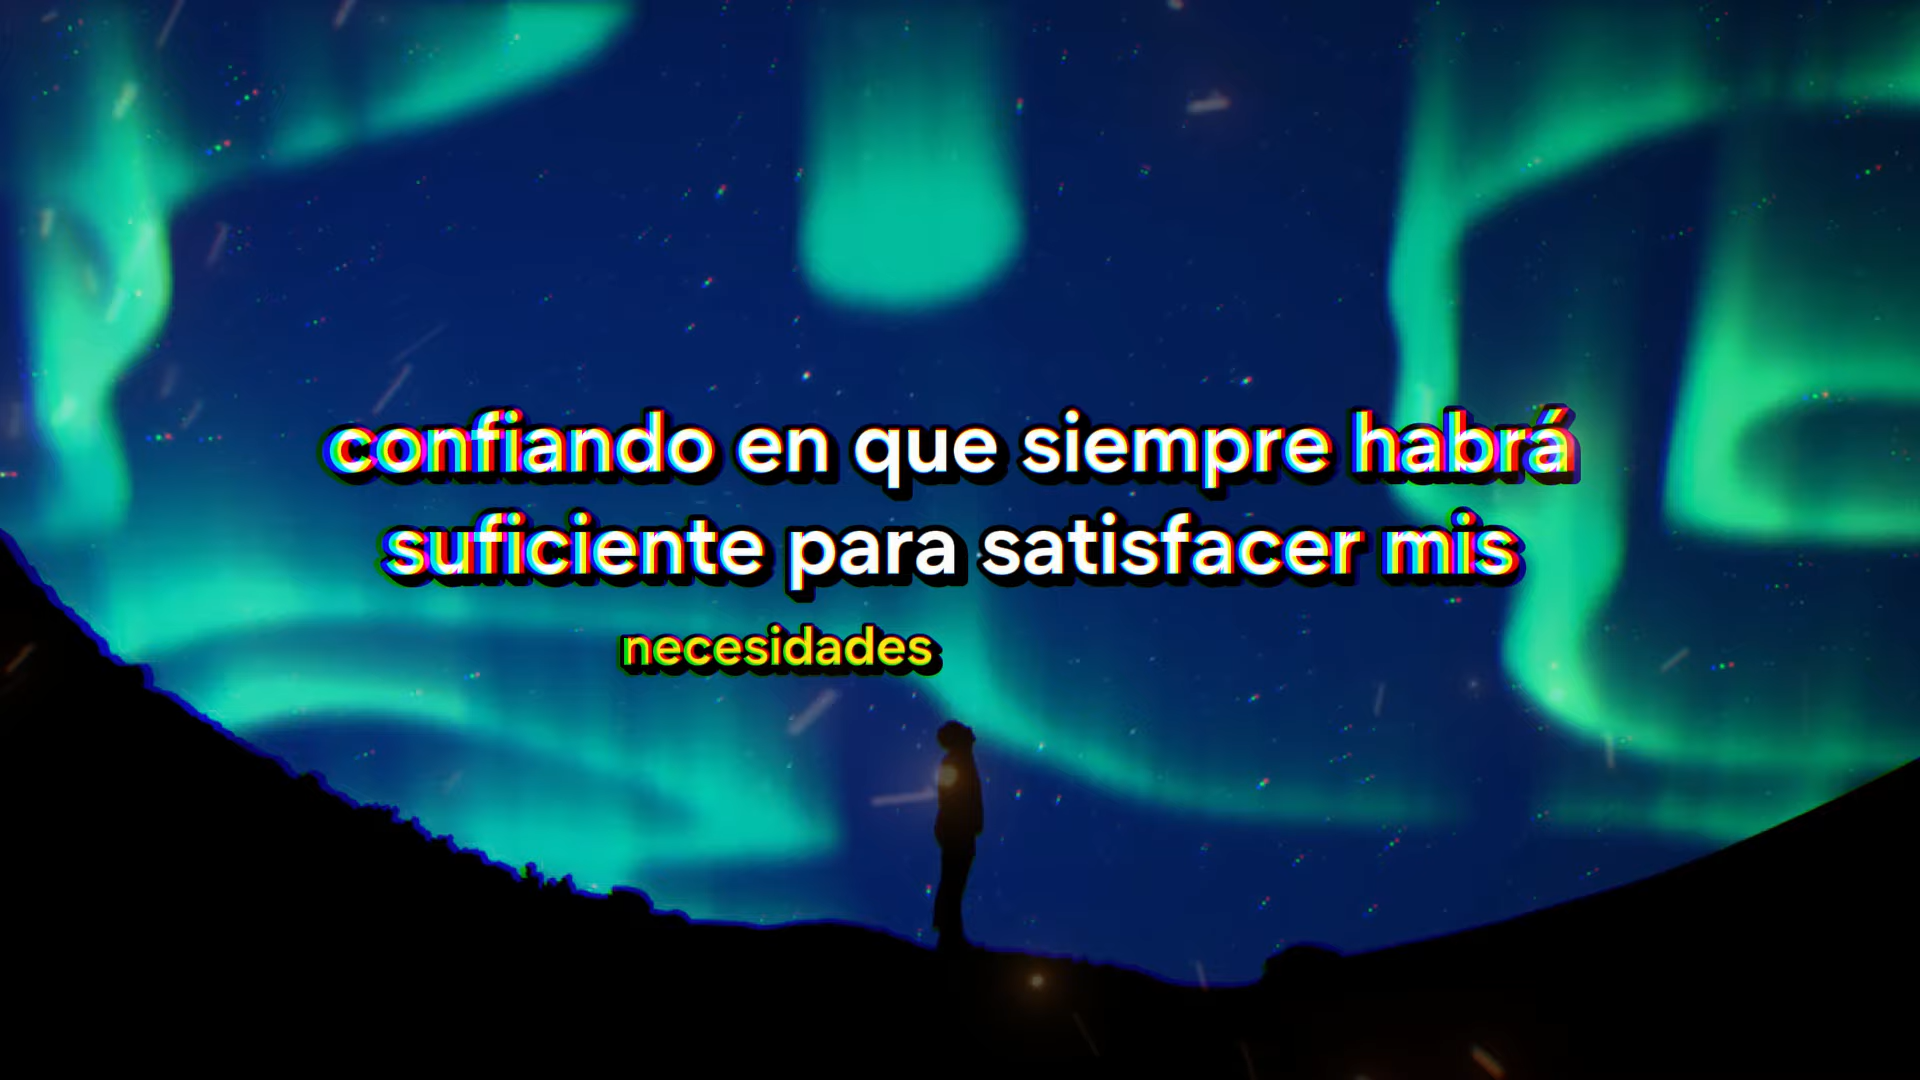 confiando en que siempre habrá
suficiente para satisfacer mis
necesidades